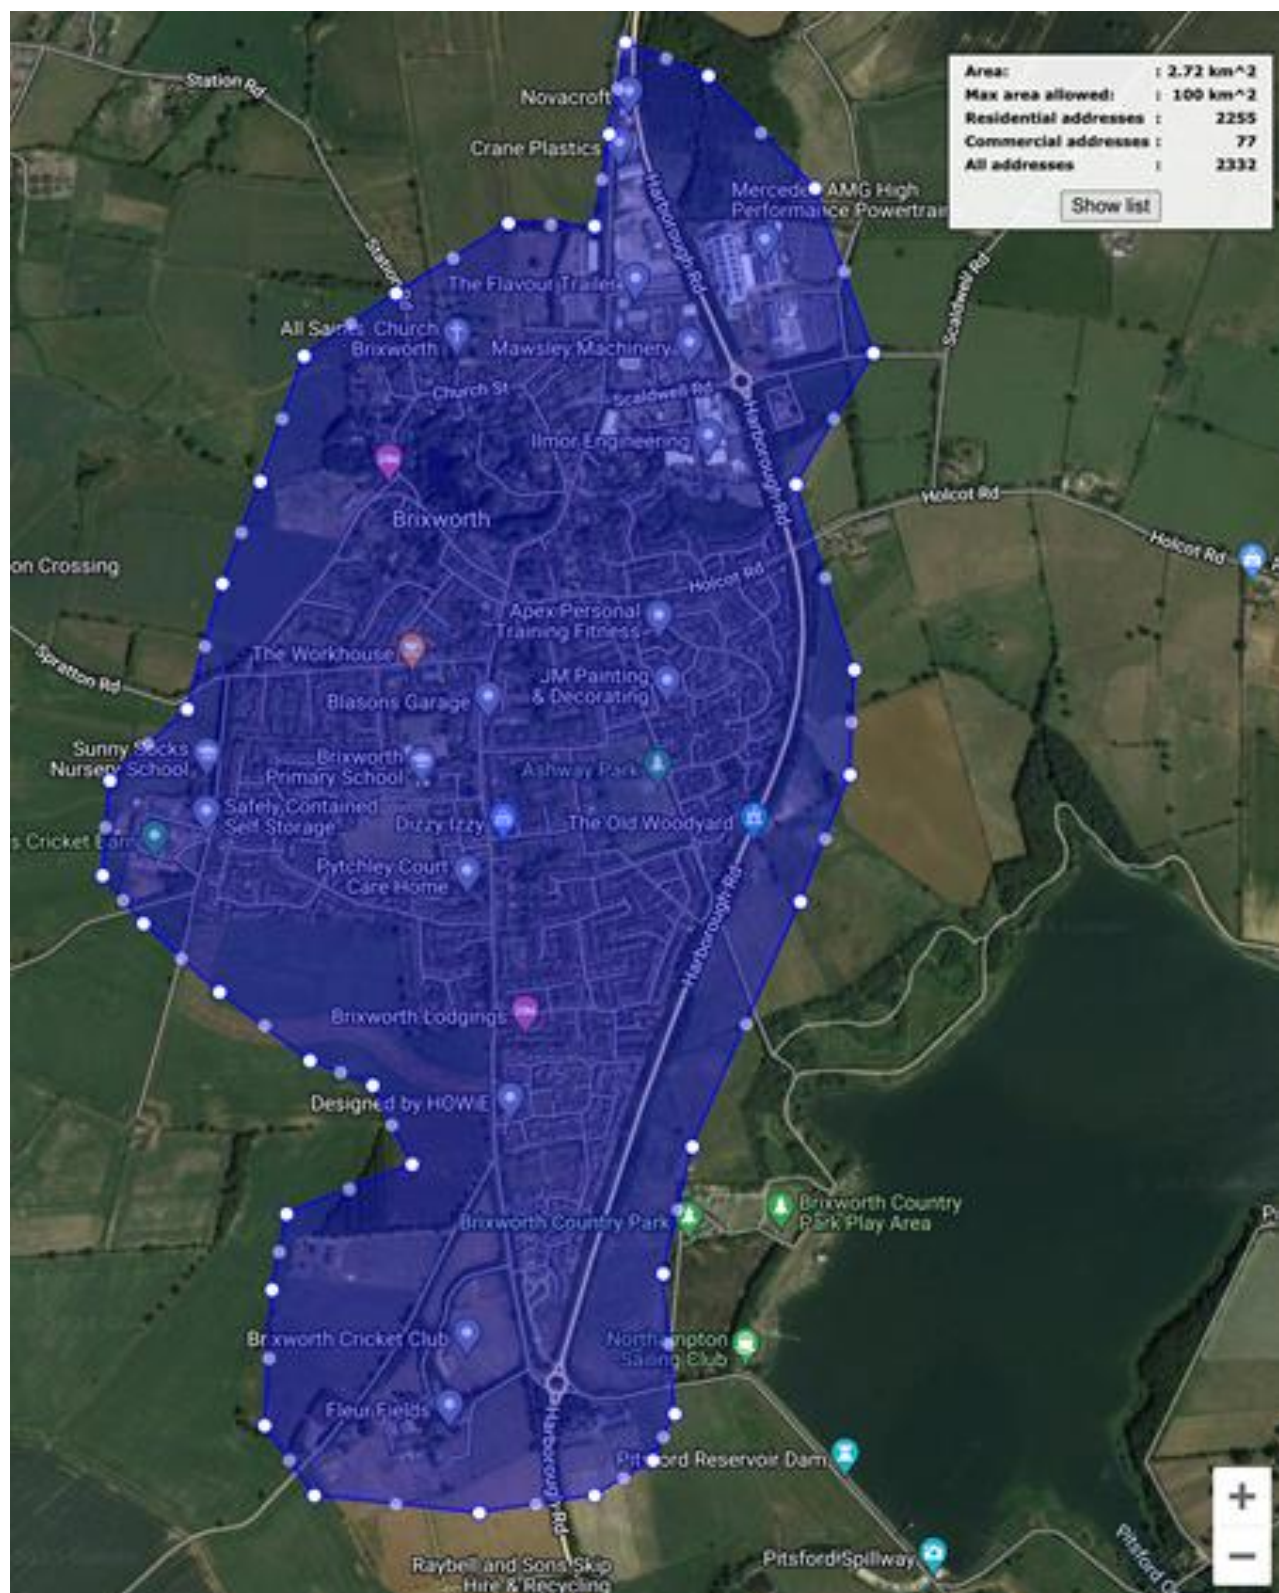 Station Rd
Novacroft
Crane Plastics
Area: : 2.72 km^2
Max area allowed: : 100 km^2
Residential addresses : 2255
Commercial addresses : 77
All addresses : 2332
Show list
Harborough Rd
Mercedes AMG High
Performance Powertrain
Station Rd
Scaldwell Rd
The Flavour Trailer
All Saints' Church
Brixworth
Mawsley Machinery
Church St
Scaldwell Rd
Harborough Rd
Ilmor Engineering
Brixworth
Holcot Rd
Holcot Rd
on Crossing
Holcot Rd
Apex Personal
Training Fitness
The Workhouse
Spratton Rd
JM Painting
& Decorating
Blasons Garage
Sunny Socks
Nursery School
Brixworth
Primary School
Ashway Park
Safely Contained
Self Storage
Dizzy Izzy
The Old Woodyard
s Cricket Barn
Pytchley Court
Care Home
Harborough Rd
Brixworth Lodgings
Designed by HOWIE
Brixworth Country Park
Brixworth Country
Park Play Area
Brixworth Cricket Club
Northampton
Sailing Club
Fleur Fields
Harborough Rd
Pitsford Reservoir Dam
+
−
Pitsford Spillway
Raybell and Sons Skip
Hire & Recycling
Pitsford